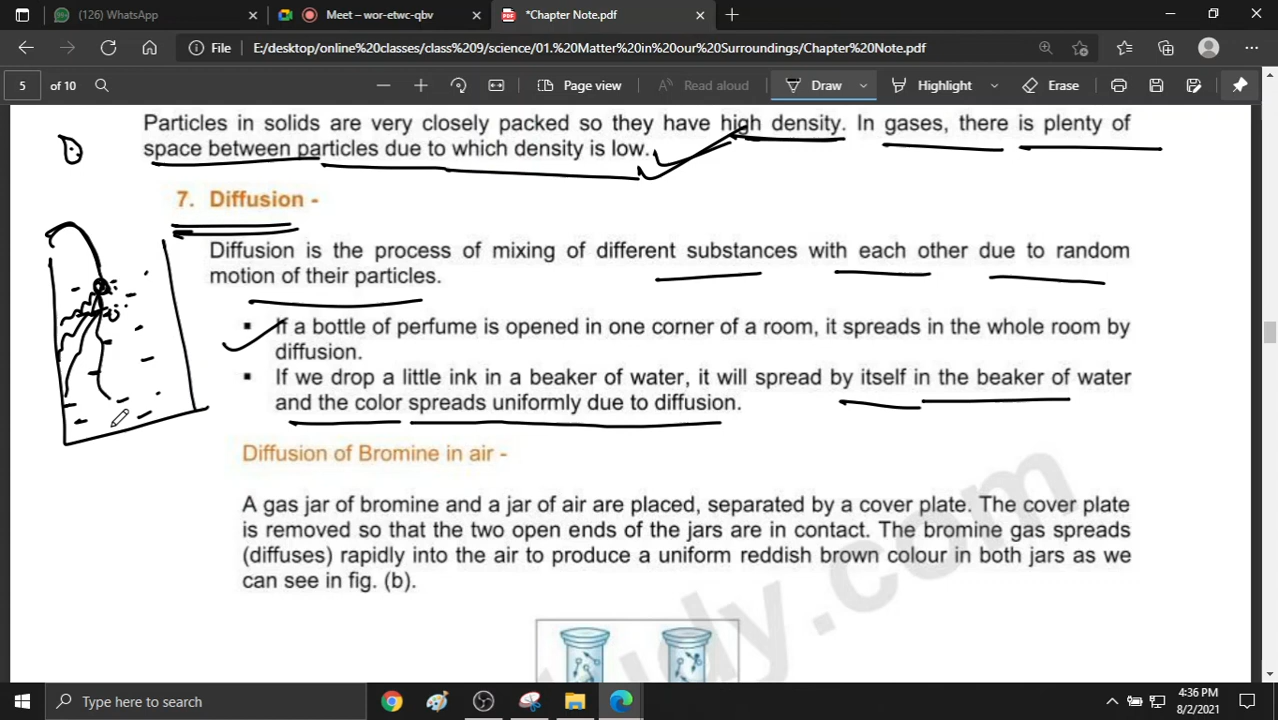 (126) WhatsApp
Meet – wor-etwc-qbv
*Chapter Note.pdf
File
E:/desktop/online%20classes/class%209/science/01.%20Matter%20in%20our%20Surroundings/Chapter%20Note.pdf
5 of 10
Page view
Read aloud
Draw
Highlight
Erase
Particles in solids are very closely packed so they have high density. In gases, there is plenty of
space between particles due to which density is low.
7. Diffusion -
Diffusion is the process of mixing of different substances with each other due to random
motion of their particles.
▪ If a bottle of perfume is opened in one corner of a room, it spreads in the whole room by
diffusion.
▪ If we drop a little ink in a beaker of water, it will spread by itself in the beaker of water
and the color spreads uniformly due to diffusion.
Diffusion of Bromine in air -
A gas jar of bromine and a jar of air are placed, separated by a cover plate. The cover plate
is removed so that the two open ends of the jars are in contact. The bromine gas spreads
(diffuses) rapidly into the air to produce a uniform reddish brown colour in both jars as we
can see in fig. (b).
udy.com
Type here to search
4:36 PM
8/2/2021